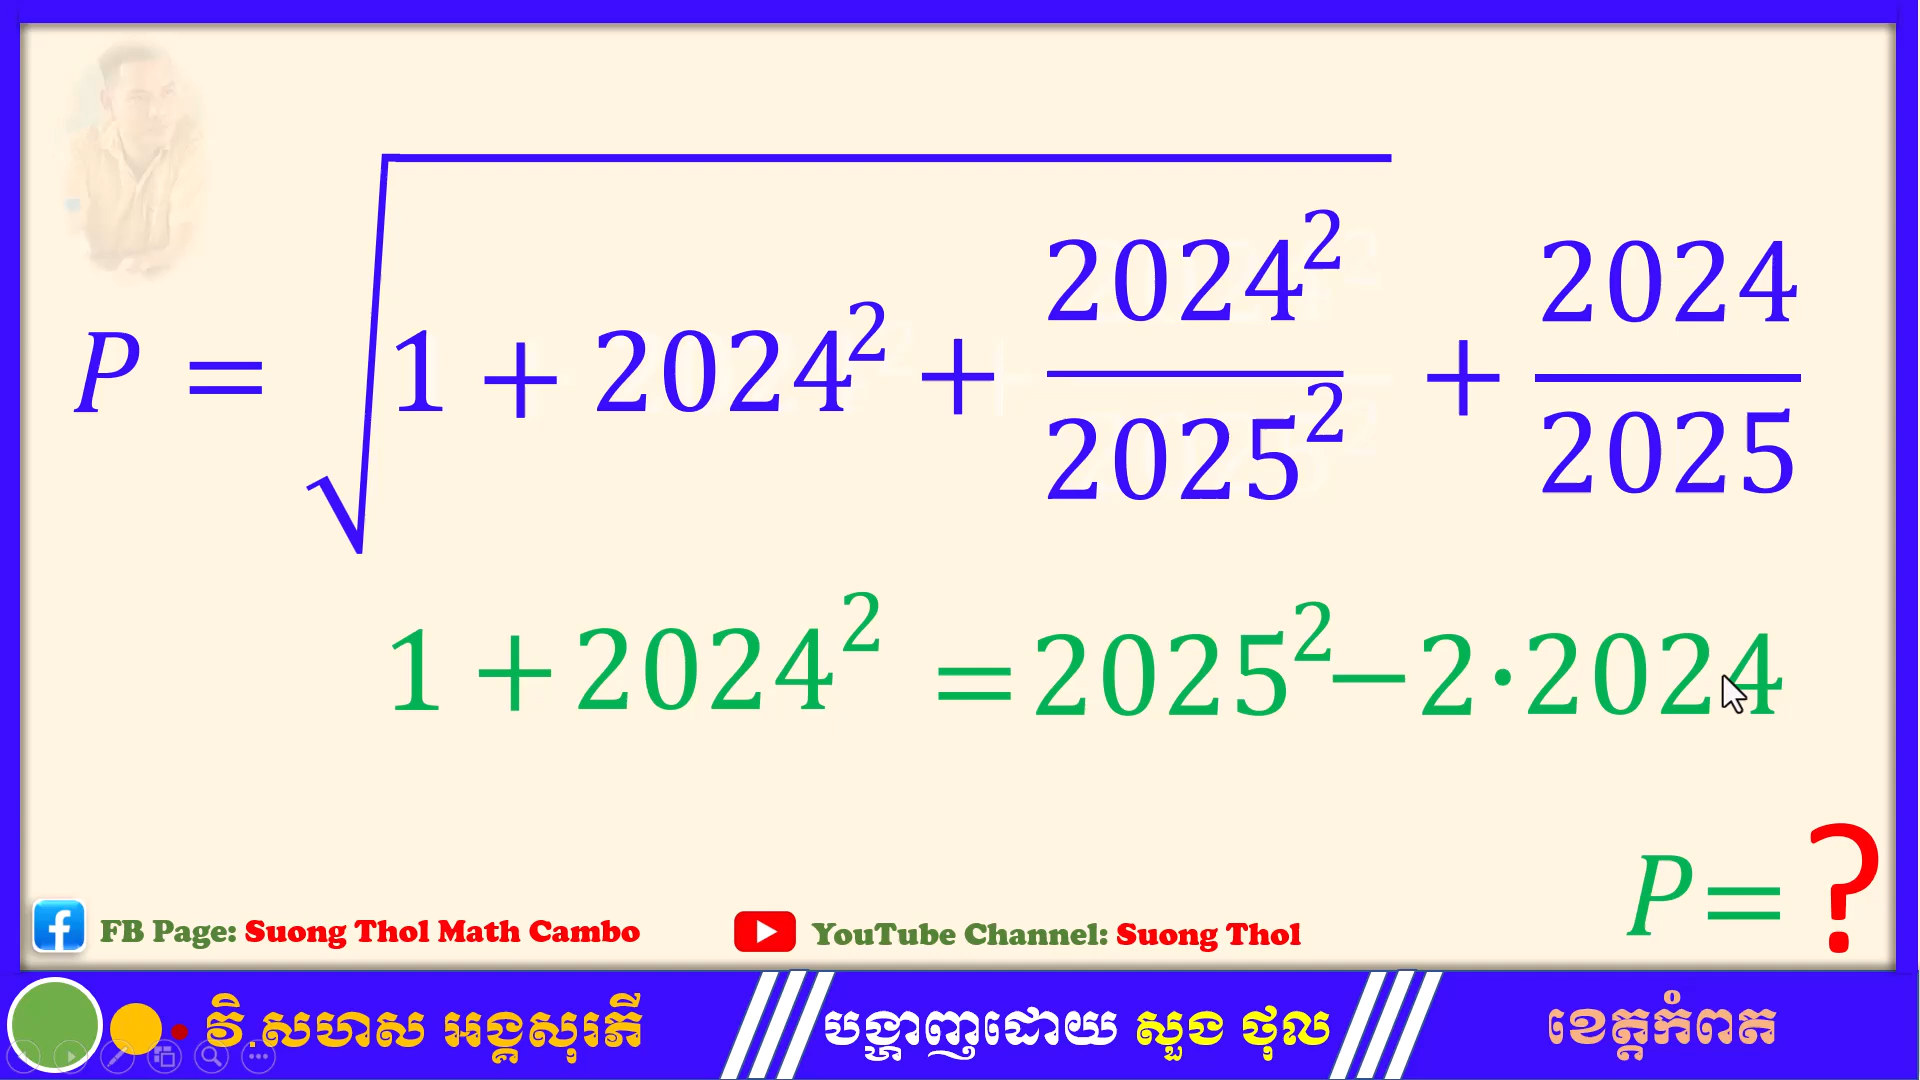 P = √(1 + 2024² + 2024²/2025²) + 2024/2025
1 + 2024² = 2025² − 2·2024
P = ?
FB Page: Suong Thol Math Cambo
YouTube Channel: Suong Thol
វិ.សហស អង្គសុរភី
បង្ហាញដោយ សួង ថុល
ខេត្តកំពត